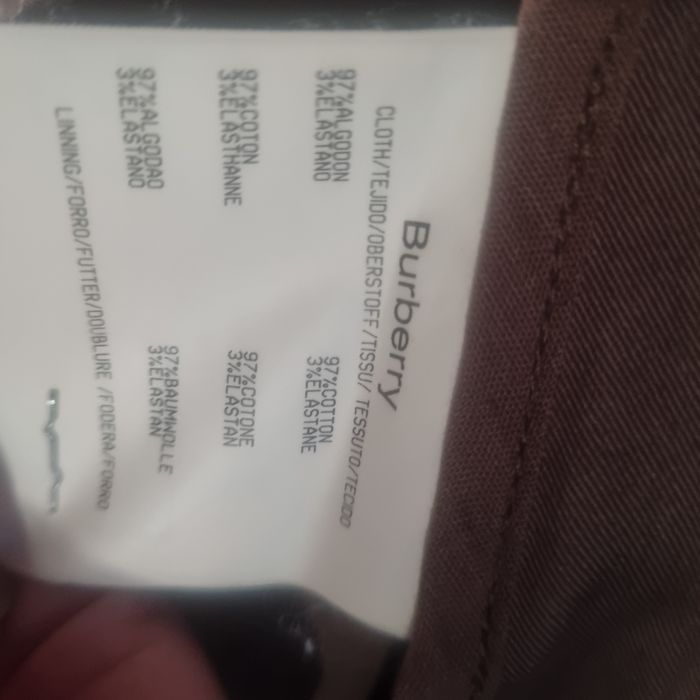 Burberry
CLOTH/TEJIDO/OBERSTOFF/TISSU/ TESSUTO/TECIDO
97%ALGODON
3%ELASTANO
97%COTTON
3%ELASTANE
97%COTON
3%ELASTHANNE
97%COTONE
3%ELASTAN
97%ALGODAO
3%ELASTANO
97%BAUMWOLLE
3%ELASTAN
LINNING/FORRO/FUTTER/DOUBLURE /FODERA/FORRO